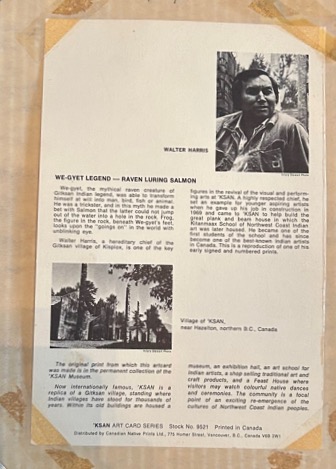 WALTER HARRIS
WE-GYET LEGEND — RAVEN LURING SALMON
We-gyet, the mythical raven creature of
Gitksan Indian legend, was able to transform
himself at will into man, bird, fish or animal.
He was a trickster, and in this myth he made a
bet with Salmon that the latter could not jump
out of the water into a hole in the rock. Frog,
the figure in the rock, beneath We-gyet's feet,
looks upon the "goings on" in the world with
unblinking eye.
Walter Harris, a hereditary chief of the
Gitksan village of Kispiox, is one of the key
figures in the revival of the visual and perform-
ing arts at 'KSAN. A highly respected chief, he
set an example for younger aspiring artists
when he gave up his job in construction in
1969 and came to 'KSAN to help build the
great plank and beam house in which the
Kitanmaax School of Northwest Coast Indian
art was later housed. He became one of the
first students of the school and has since
become one of the best-known Indian artists
in Canada. This is a reproduction of one of his
early signed and numbered prints.
Village of 'KSAN,
near Hazelton, northern B.C., Canada
The original print from which this artcard
was made is in the permanent collection of the
'KSAN Museum.
Now internationally famous, 'KSAN is a
replica of a Gitksan village, standing where
Indian villages have stood for thousands of
years. Within its old buildings are housed a
museum, an exhibition hall, an art school for
Indian artists, a shop selling traditional art and
craft products, and a Feast House where
visitors may watch colourful native dances
and ceremonies. The community is a focal
point of an exciting re-emergence of the
cultures of Northwest Coast Indian peoples.
'KSAN ART CARD SERIES Stock No. 9521 Printed in Canada
Distributed by Canadian Native Prints Ltd., 775 Homer Street, Vancouver, B.C., Canada V6B 2W1